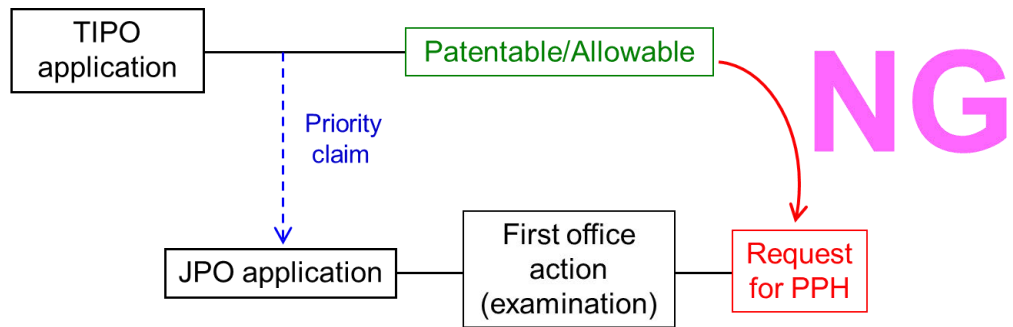 TIPO
application
Patentable/Allowable
NG
Priority
claim
JPO application
First office
action
(examination)
Request
for PPH